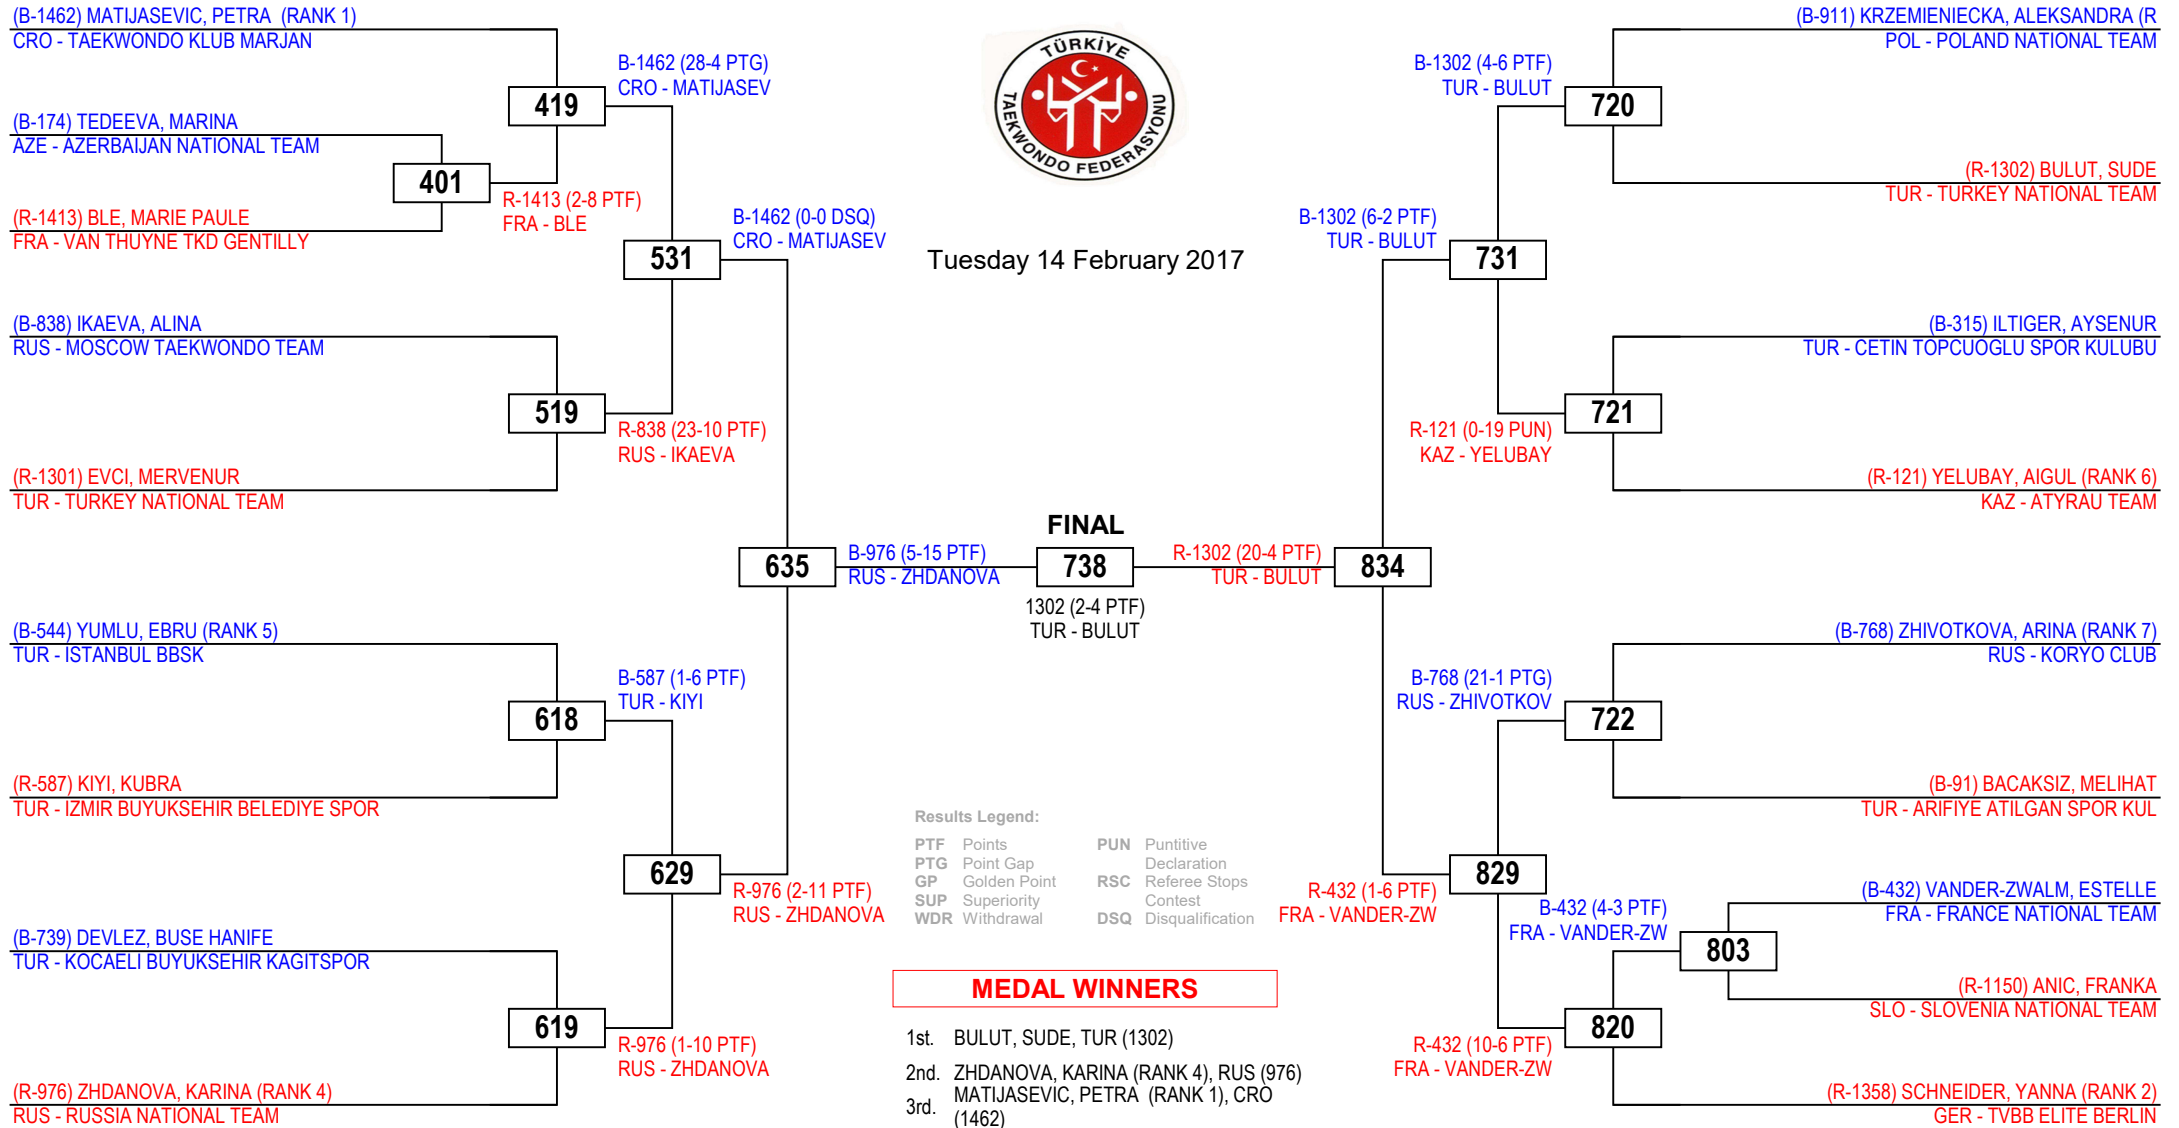 (B-1462) MATIJASEVIC, PETRA  (RANK 1)
CRO - TAEKWONDO KLUB MARJAN
(B-174) TEDEEVA, MARINA
AZE - AZERBAIJAN NATIONAL TEAM
(R-1413) BLE, MARIE PAULE
FRA - VAN THUYNE TKD GENTILLY
(B-838) IKAEVA, ALINA
RUS - MOSCOW TAEKWONDO TEAM
(R-1301) EVCI, MERVENUR
TUR - TURKEY NATIONAL TEAM
(B-544) YUMLU, EBRU (RANK 5)
TUR - ISTANBUL BBSK
(R-587) KIYI, KUBRA
TUR - IZMIR BUYUKSEHIR BELEDIYE SPOR
(B-739) DEVLEZ, BUSE HANIFE
TUR - KOCAELI BUYUKSEHIR KAGITSPOR
(R-976) ZHDANOVA, KARINA (RANK 4)
RUS - RUSSIA NATIONAL TEAM
401
R-1413 (2-8 PTF)
FRA - BLE
419
B-1462 (28-4 PTG)
CRO - MATIJASEV
519
R-838 (23-10 PTF)
RUS - IKAEVA
618
B-587 (1-6 PTF)
TUR - KIYI
619
R-976 (1-10 PTF)
RUS - ZHDANOVA
531
B-1462 (0-0 DSQ)
CRO - MATIJASEV
629
R-976 (2-11 PTF)
RUS - ZHDANOVA
635
B-976 (5-15 PTF)
RUS - ZHDANOVA
TÜRKİYE
TAEKWONDO FEDERASYONU
Tuesday 14 February 2017
FINAL
738
1302 (2-4 PTF)
TUR - BULUT
R-1302 (20-4 PTF)
TUR - BULUT
834
B-1302 (6-2 PTF)
TUR - BULUT
731
R-432 (1-6 PTF)
FRA - VANDER-ZW
829
B-1302 (4-6 PTF)
TUR - BULUT
720
R-121 (0-19 PUN)
KAZ - YELUBAY
721
B-768 (21-1 PTG)
RUS - ZHIVOTKOV
722
B-432 (4-3 PTF)
FRA - VANDER-ZW
803
R-432 (10-6 PTF)
FRA - VANDER-ZW
820
(B-911) KRZEMIENIECKA, ALEKSANDRA (R
POL - POLAND NATIONAL TEAM
(R-1302) BULUT, SUDE
TUR - TURKEY NATIONAL TEAM
(B-315) ILTIGER, AYSENUR
TUR - CETIN TOPCUOGLU SPOR KULUBU
(R-121) YELUBAY, AIGUL (RANK 6)
KAZ - ATYRAU TEAM
(B-768) ZHIVOTKOVA, ARINA (RANK 7)
RUS - KORYO CLUB
(B-91) BACAKSIZ, MELIHAT
TUR - ARIFIYE ATILGAN SPOR KUL
(B-432) VANDER-ZWALM, ESTELLE
FRA - FRANCE NATIONAL TEAM
(R-1150) ANIC, FRANKA
SLO - SLOVENIA NATIONAL TEAM
(R-1358) SCHNEIDER, YANNA (RANK 2)
GER - TVBB ELITE BERLIN
Results Legend:
PTF Points
PTG Point Gap
GP Golden Point
SUP Superiority
WDR Withdrawal
PUN Puntitive
Declaration
RSC Referee Stops
Contest
DSQ Disqualification
MEDAL WINNERS
1st. BULUT, SUDE, TUR (1302)
2nd. ZHDANOVA, KARINA (RANK 4), RUS (976)
3rd. MATIJASEVIC, PETRA  (RANK 1), CRO
(1462)